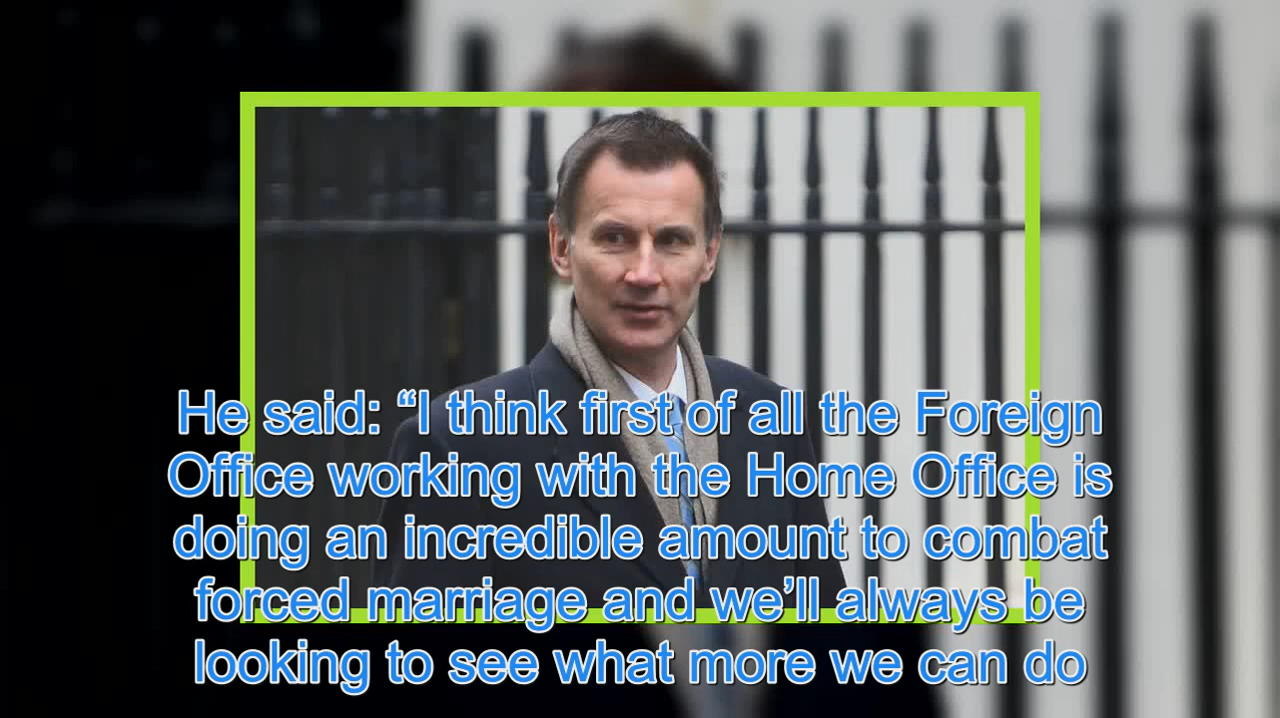 He said: “I think first of all the Foreign
Office working with the Home Office is
doing an incredible amount to combat
forced marriage and we’ll always be
looking to see what more we can do